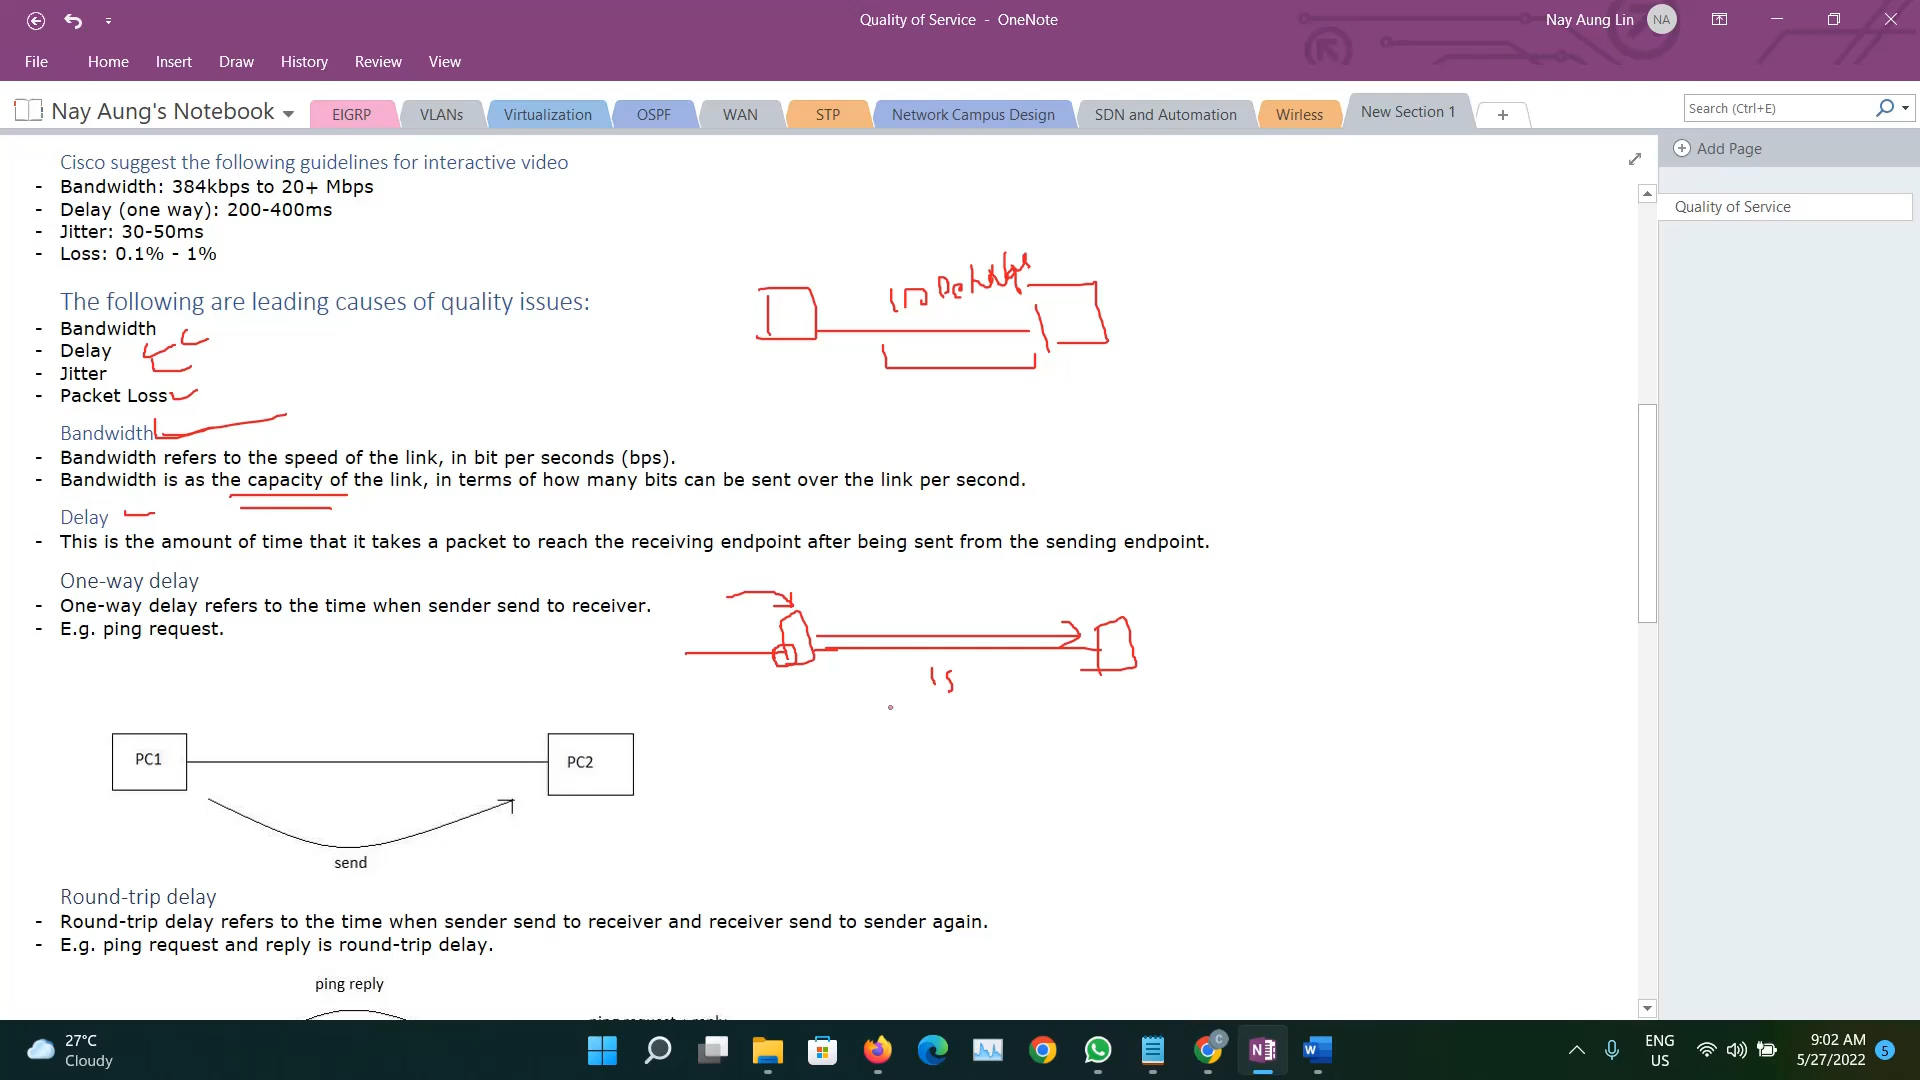 Quality of Service - OneNote
Nay Aung Lin
NA
File
Home
Insert
Draw
History
Review
View
Nay Aung's Notebook
EIGRP
VLANs
Virtualization
OSPF
WAN
STP
Network Campus Design
SDN and Automation
Wirless
New Section 1
+
Search (Ctrl+E)
Add Page
Quality of Service
Cisco suggest the following guidelines for interactive video
- Bandwidth: 384kbps to 20+ Mbps
- Delay (one way): 200-400ms
- Jitter: 30-50ms
- Loss: 0.1% - 1%
The following are leading causes of quality issues:
- Bandwidth
- Delay
- Jitter
- Packet Loss
Bandwidth
- Bandwidth refers to the speed of the link, in bit per seconds (bps).
- Bandwidth is as the capacity of the link, in terms of how many bits can be sent over the link per second.
Delay
- This is the amount of time that it takes a packet to reach the receiving endpoint after being sent from the sending endpoint.
One-way delay
- One-way delay refers to the time when sender send to receiver.
- E.g. ping request.
1s
PC1
PC2
send
Round-trip delay
- Round-trip delay refers to the time when sender send to receiver and receiver send to sender again.
- E.g. ping request and reply is round-trip delay.
ping reply
27°C
Cloudy
ENG
US
9:02 AM
5/27/2022
5